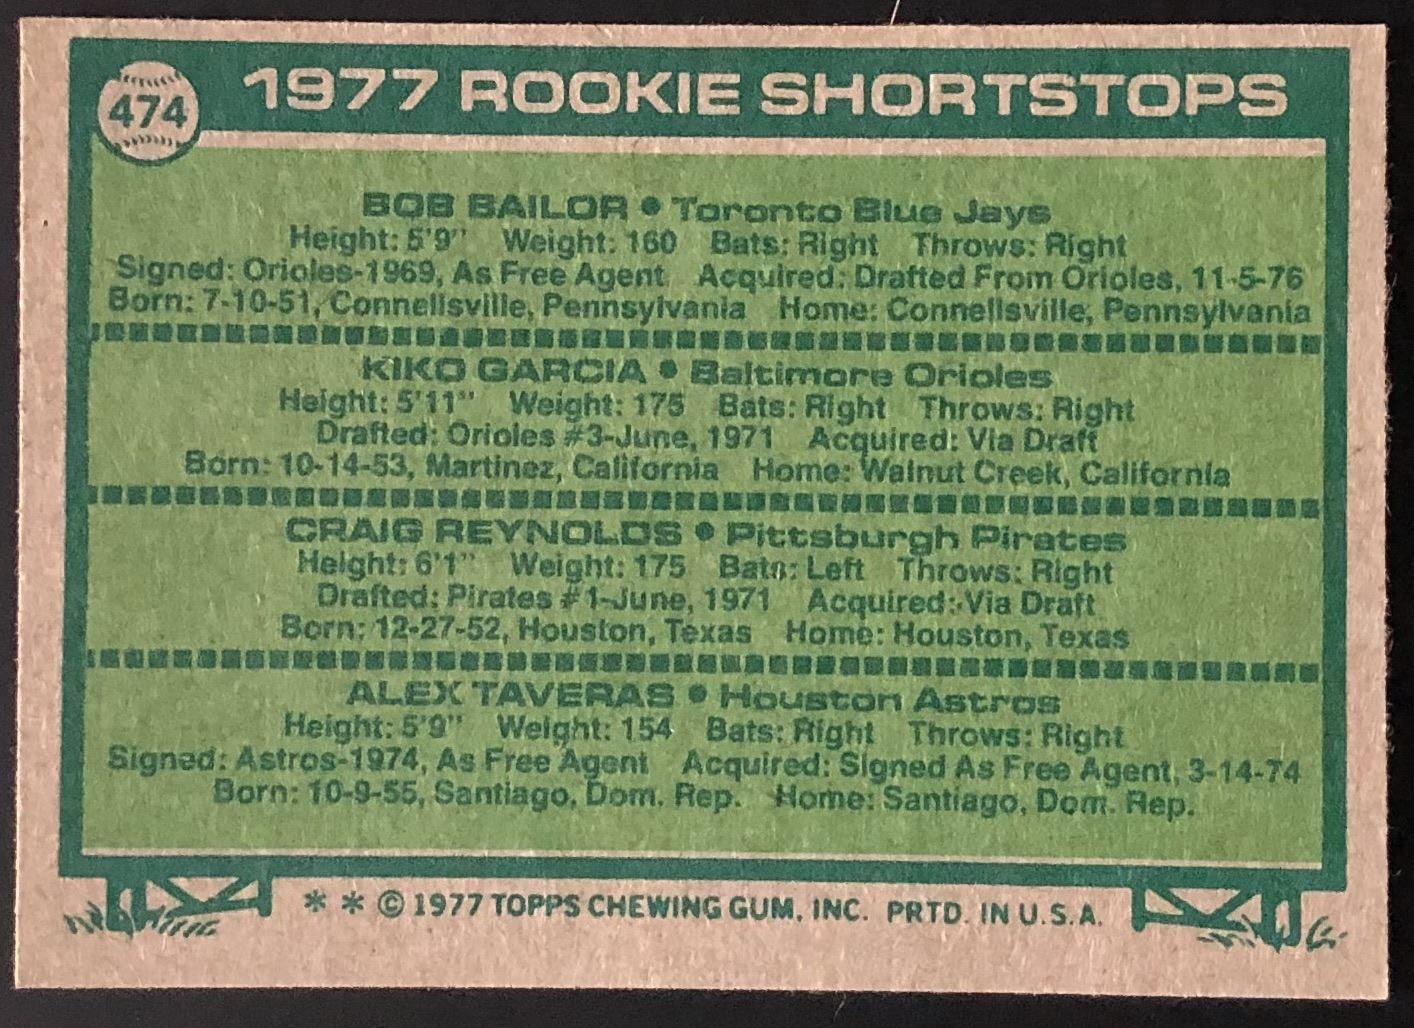 474
1977 ROOKIE SHORTSTOPS
BOB BAILOR • Toronto Blue Jays
Height: 5'9" Weight: 160 Bats: Right Throws: Right
Signed: Orioles-1969, As Free Agent Acquired: Drafted From Orioles, 11-5-76
Born: 7-10-51, Connellsville, Pennsylvania Home: Connellsville, Pennsylvania
KIKO GARCIA • Baltimore Orioles
Height: 5'11" Weight: 175 Bats: Right Throws: Right
Drafted: Orioles #3-June, 1971 Acquired: Via Draft
Born: 10-14-53, Martinez, California Home: Walnut Creek, California
CRAIG REYNOLDS • Pittsburgh Pirates
Height: 6'1" Weight: 175 Bats: Left Throws: Right
Drafted: Pirates #1-June, 1971 Acquired: Via Draft
Born: 12-27-52, Houston, Texas Home: Houston, Texas
ALEX TAVERAS • Houston Astros
Height: 5'9" Weight: 154 Bats: Right Throws: Right
Signed: Astros-1974, As Free Agent Acquired: Signed As Free Agent, 3-14-74
Born: 10-9-55, Santiago, Dom. Rep. Home: Santiago, Dom. Rep.
* * © 1977 TOPPS CHEWING GUM, INC. PRTD. IN U.S.A.